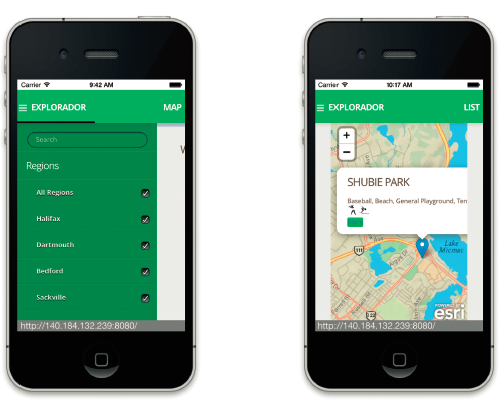 Carrier 9:42 AM
EXPLORADOR MAP
Search
Regions
All Regions
Halifax
Dartmouth
Bedford
Sackville
http://140.184.132.239:8080/
Carrier 10:17 AM
EXPLORADOR LIST
+
−
SHUBIE PARK
Baseball, Beach, General Playground, Ten
Lake
Micmac
111
POWERED BY
esri
http://140.184.132.239:8080/